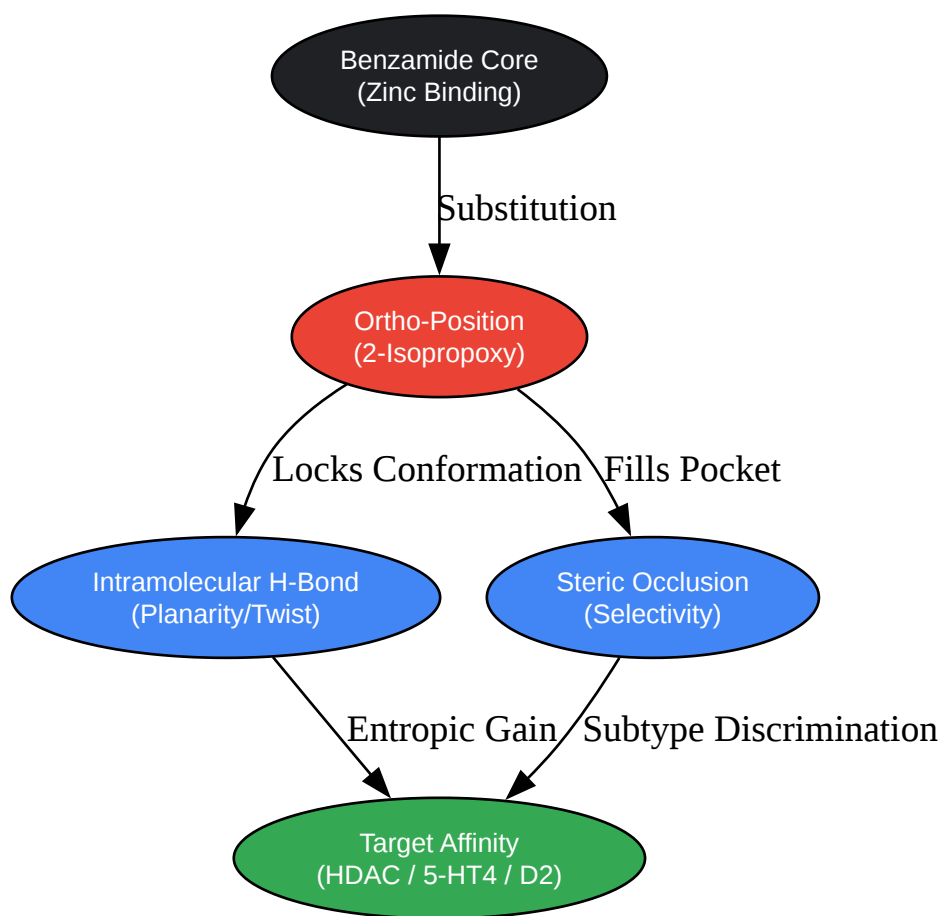 Benzamide Core
(Zinc Binding)
Substitution
Ortho-Position
(2-Isopropoxy)
Locks Conformation
Fills Pocket
Intramolecular H-Bond
(Planarity/Twist)
Steric Occlusion
(Selectivity)
Entropic Gain
Subtype Discrimination
Target Affinity
(HDAC / 5-HT4 / D2)